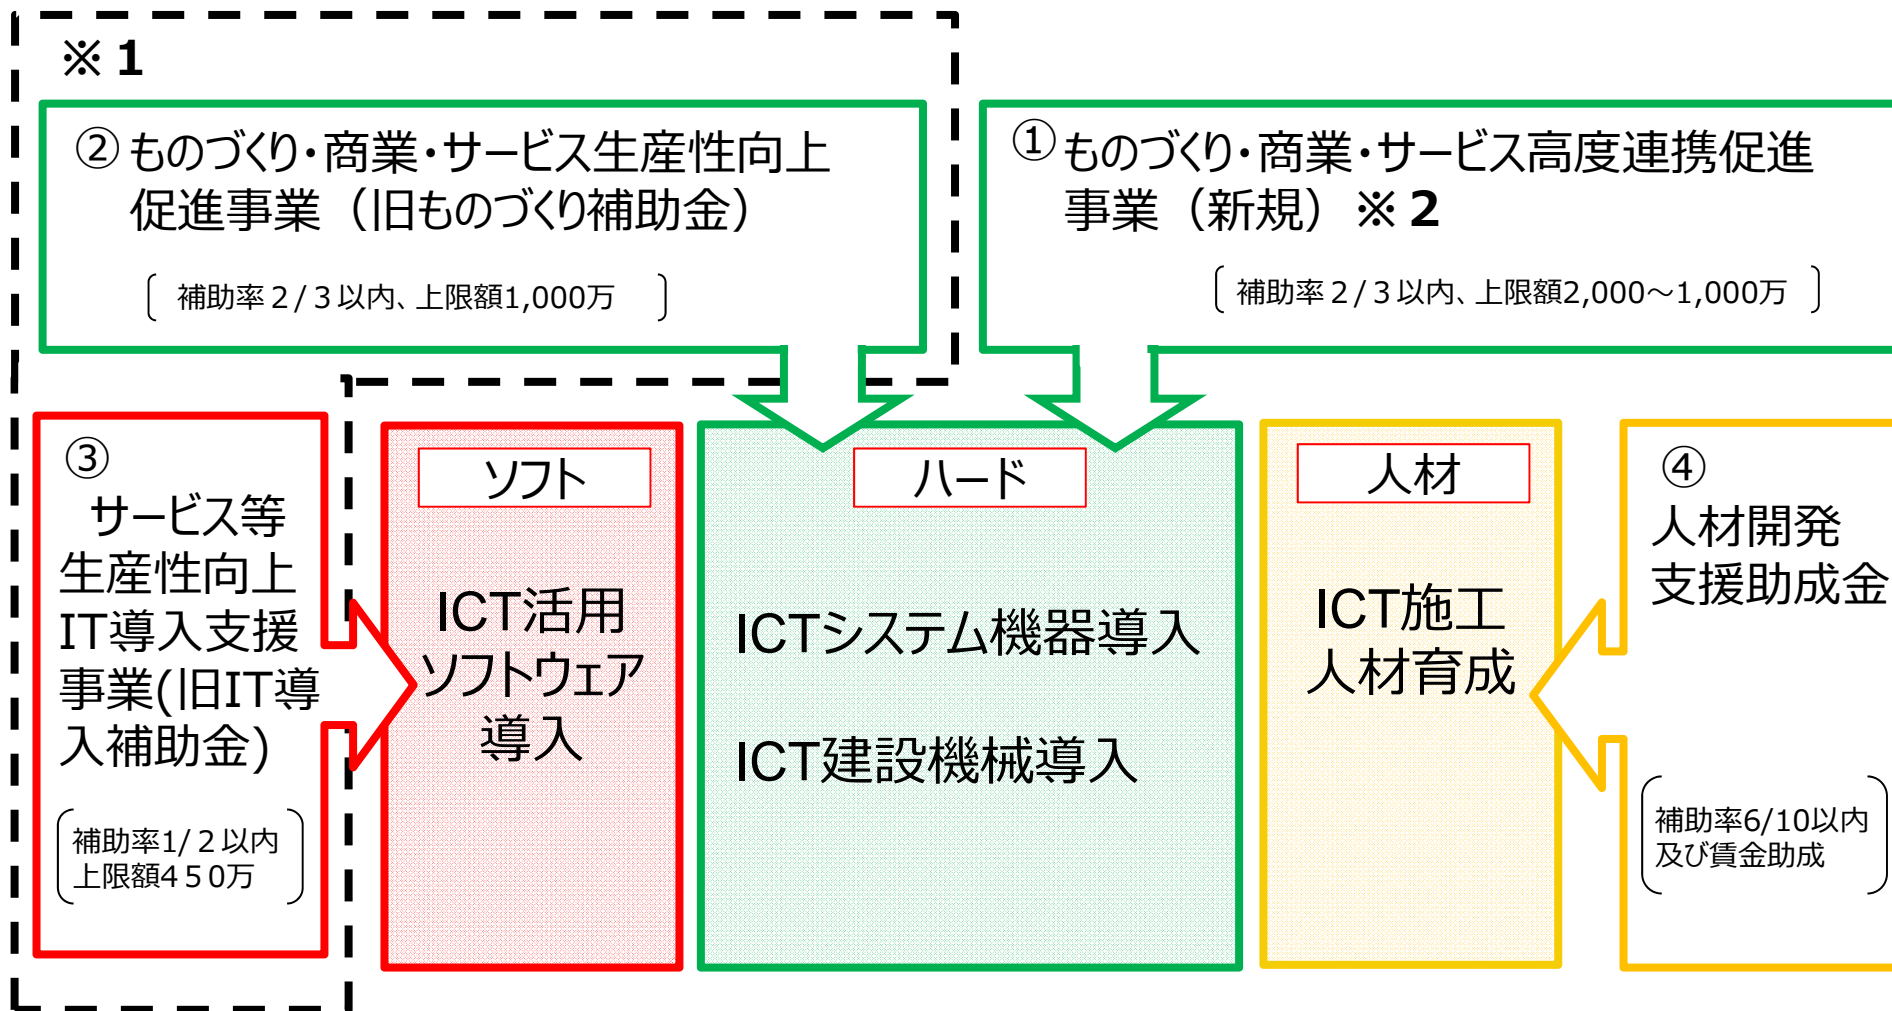 ※１
② ものづくり・商業・サービス生産性向上
促進事業（旧ものづくり補助金）
補助率２/３以内、上限額1,000万
① ものづくり・商業・サービス高度連携促進
事業（新規）※２
補助率２/３以内、上限額2,000～1,000万
③
サービス等
生産性向上
IT導入支援
事業(旧IT導
入補助金)
補助率1/２以内
上限額４５０万
ソフト
ICT活用
ソフトウェア
導入
ハード
ICTシステム機器導入
ICT建設機械導入
人材
ICT施工
人材育成
④
人材開発
支援助成金
補助率6/10以内
及び賃金助成